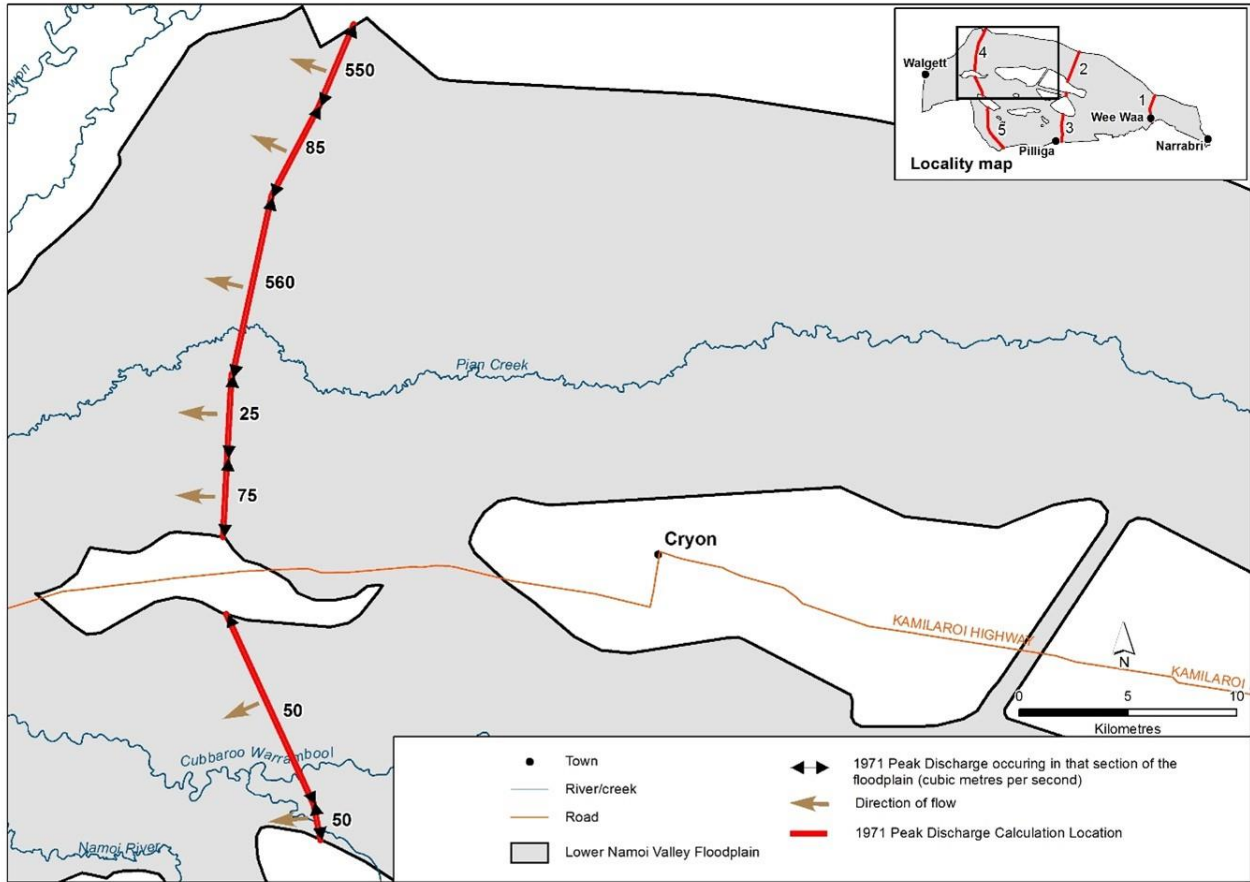 550
85
560
Pian Creek
25
75
Cryon
KAMILAROI HIGHWAY
KAMILAROI
N
0 5 10
Kilometres
50
Cubbaroo Warrambool
50
Namoi River
Walgett
4
2
1
Wee Waa
5
3
Pilliga
Narrabri
Locality map
Town
River/creek
Road
Lower Namoi Valley Floodplain
1971 Peak Discharge occuring in that section of the
floodplain (cubic metres per second)
Direction of flow
1971 Peak Discharge Calculation Location